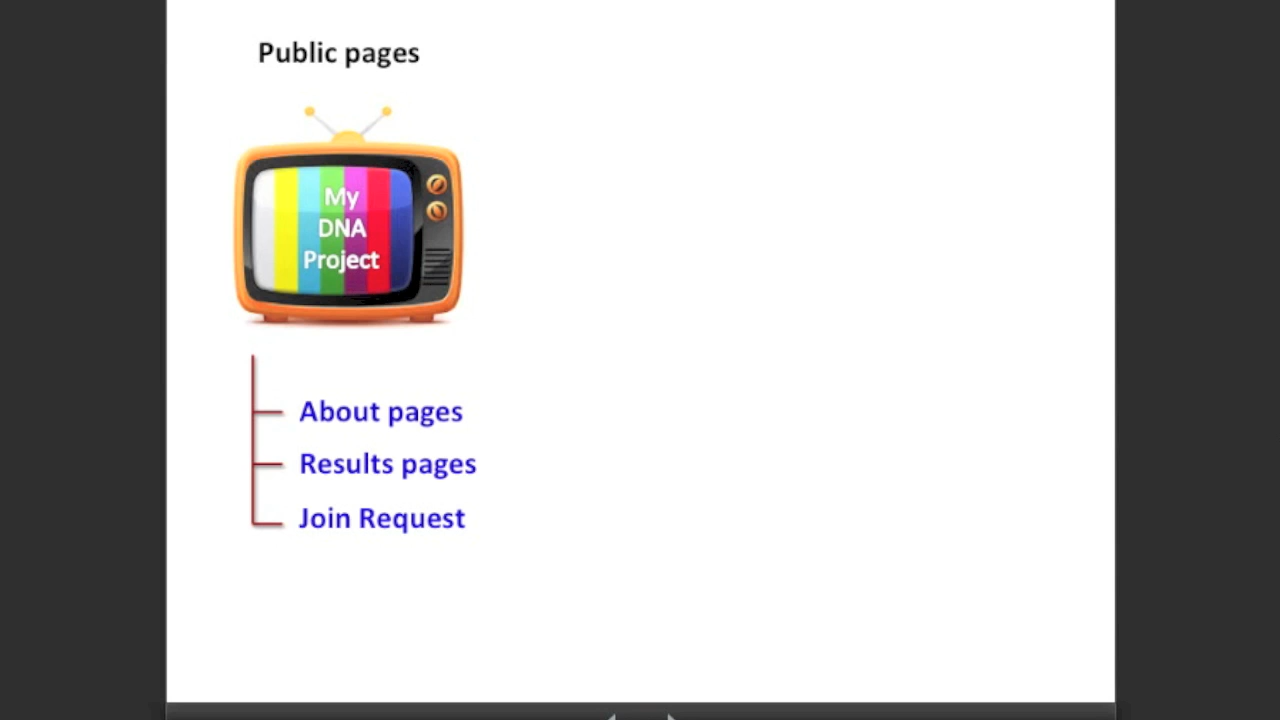 Public pages
My
DNA
Project
About pages
Results pages
Join Request